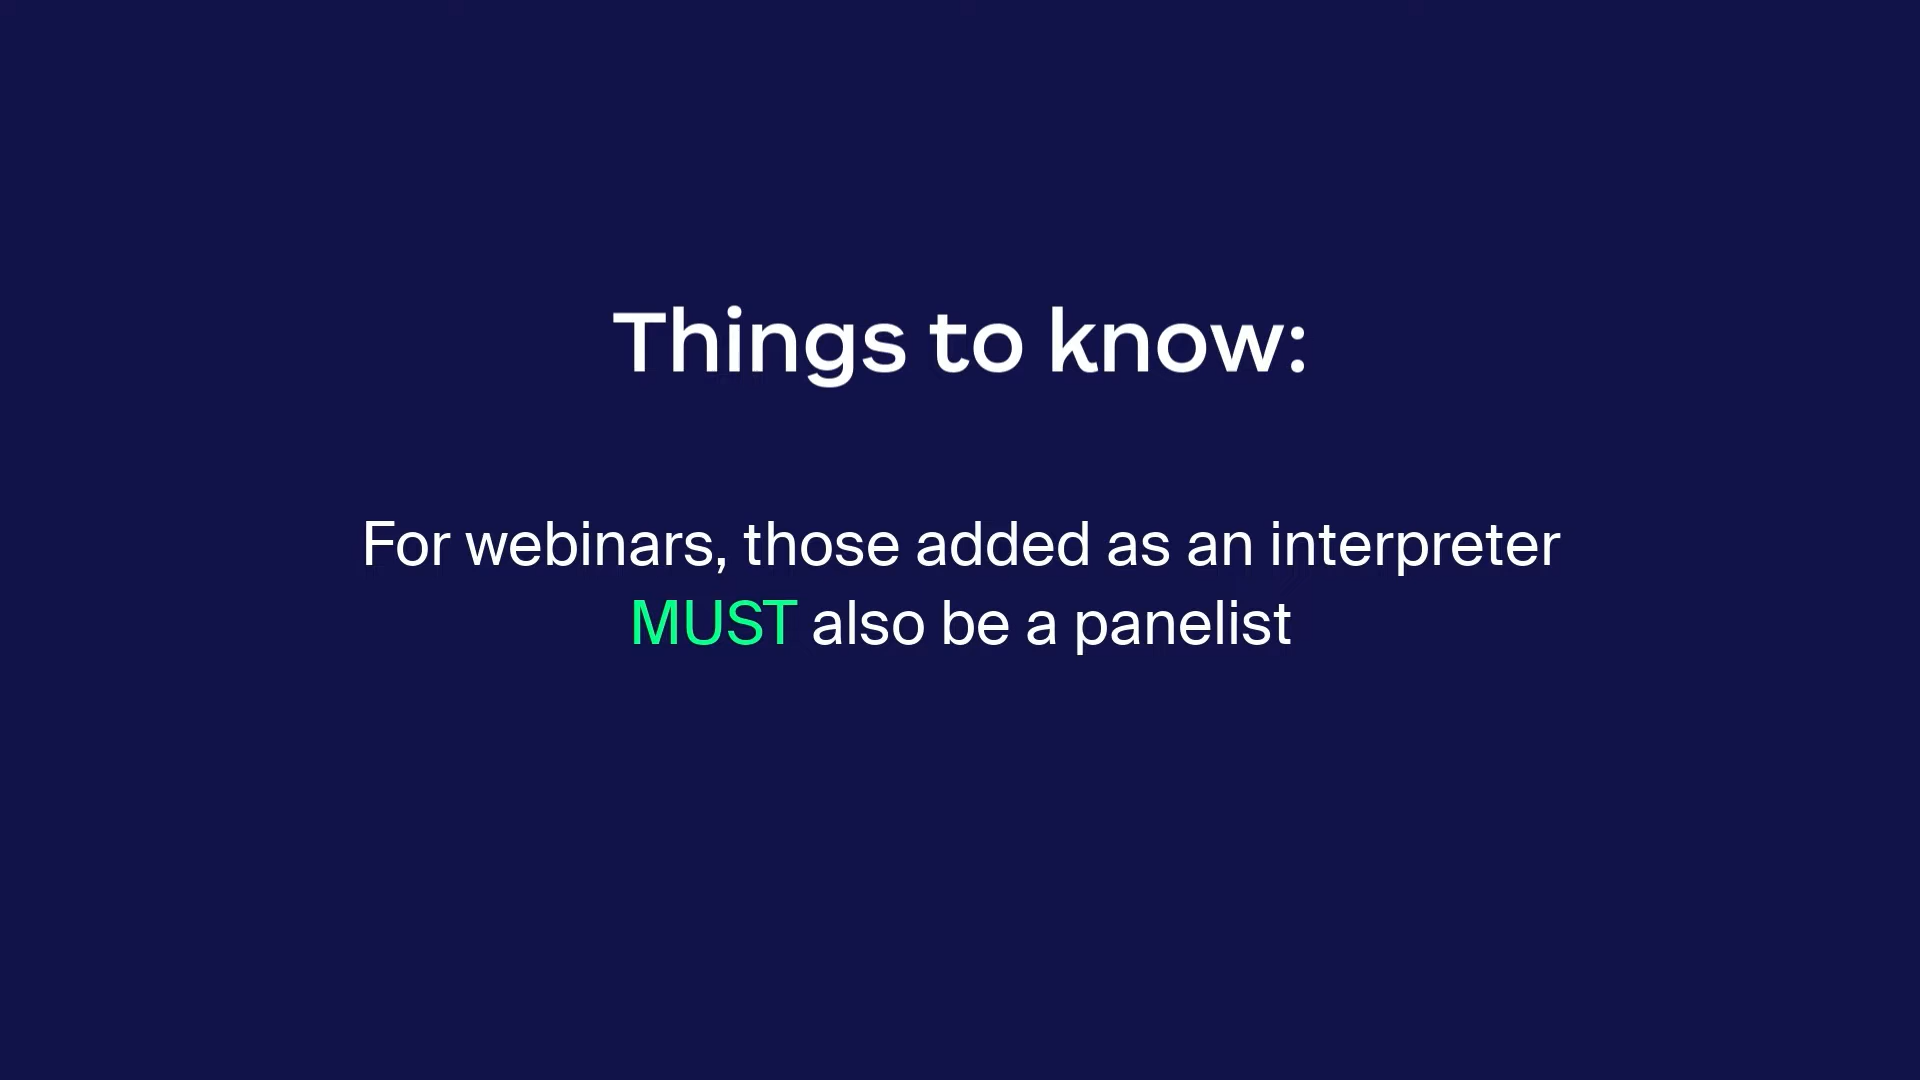 Things to know:
For webinars, those added as an interpreter
MUST also be a panelist